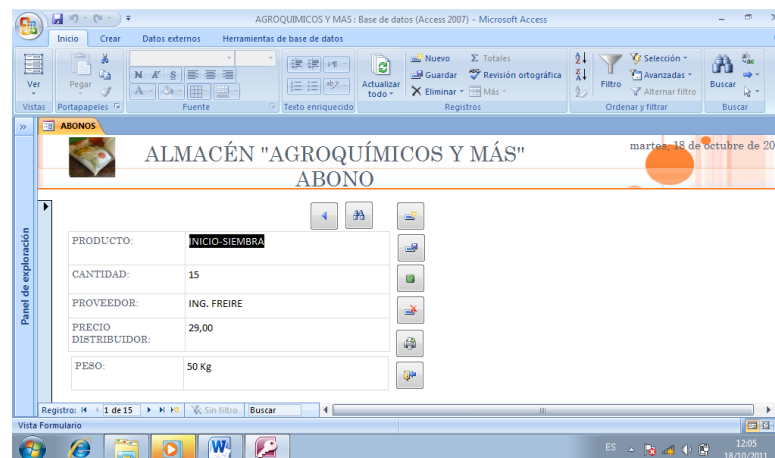 AGROQUIMICOS Y MAS : Base de datos (Access 2007) - Microsoft Access
Inicio Crear Datos externos Herramientas de base de datos
Ver
Vistas
Pegar
Portapapeles
N K S
A
Fuente
ab
Texto enriquecido
Actualizar todo
Nuevo
Guardar
Eliminar
Σ Totales
Revisión ortográfica
Más
Registros
Filtro
Selección
Avanzadas
Alternar filtro
Ordenar y filtrar
Buscar
Buscar
ABONOS
ALMACÉN "AGROQUÍMICOS Y MÁS"
ABONO
martes, 18 de octubre de 20
Panel de exploración
PRODUCTO: INICIO-SIEMBRA
CANTIDAD: 15
PROVEEDOR: ING. FREIRE
PRECIO DISTRIBUIDOR: 29,00
PESO: 50 Kg
Registro: 1 de 15 Sin filtro Buscar
Vista Formulario
ES 12:05
18/10/2011